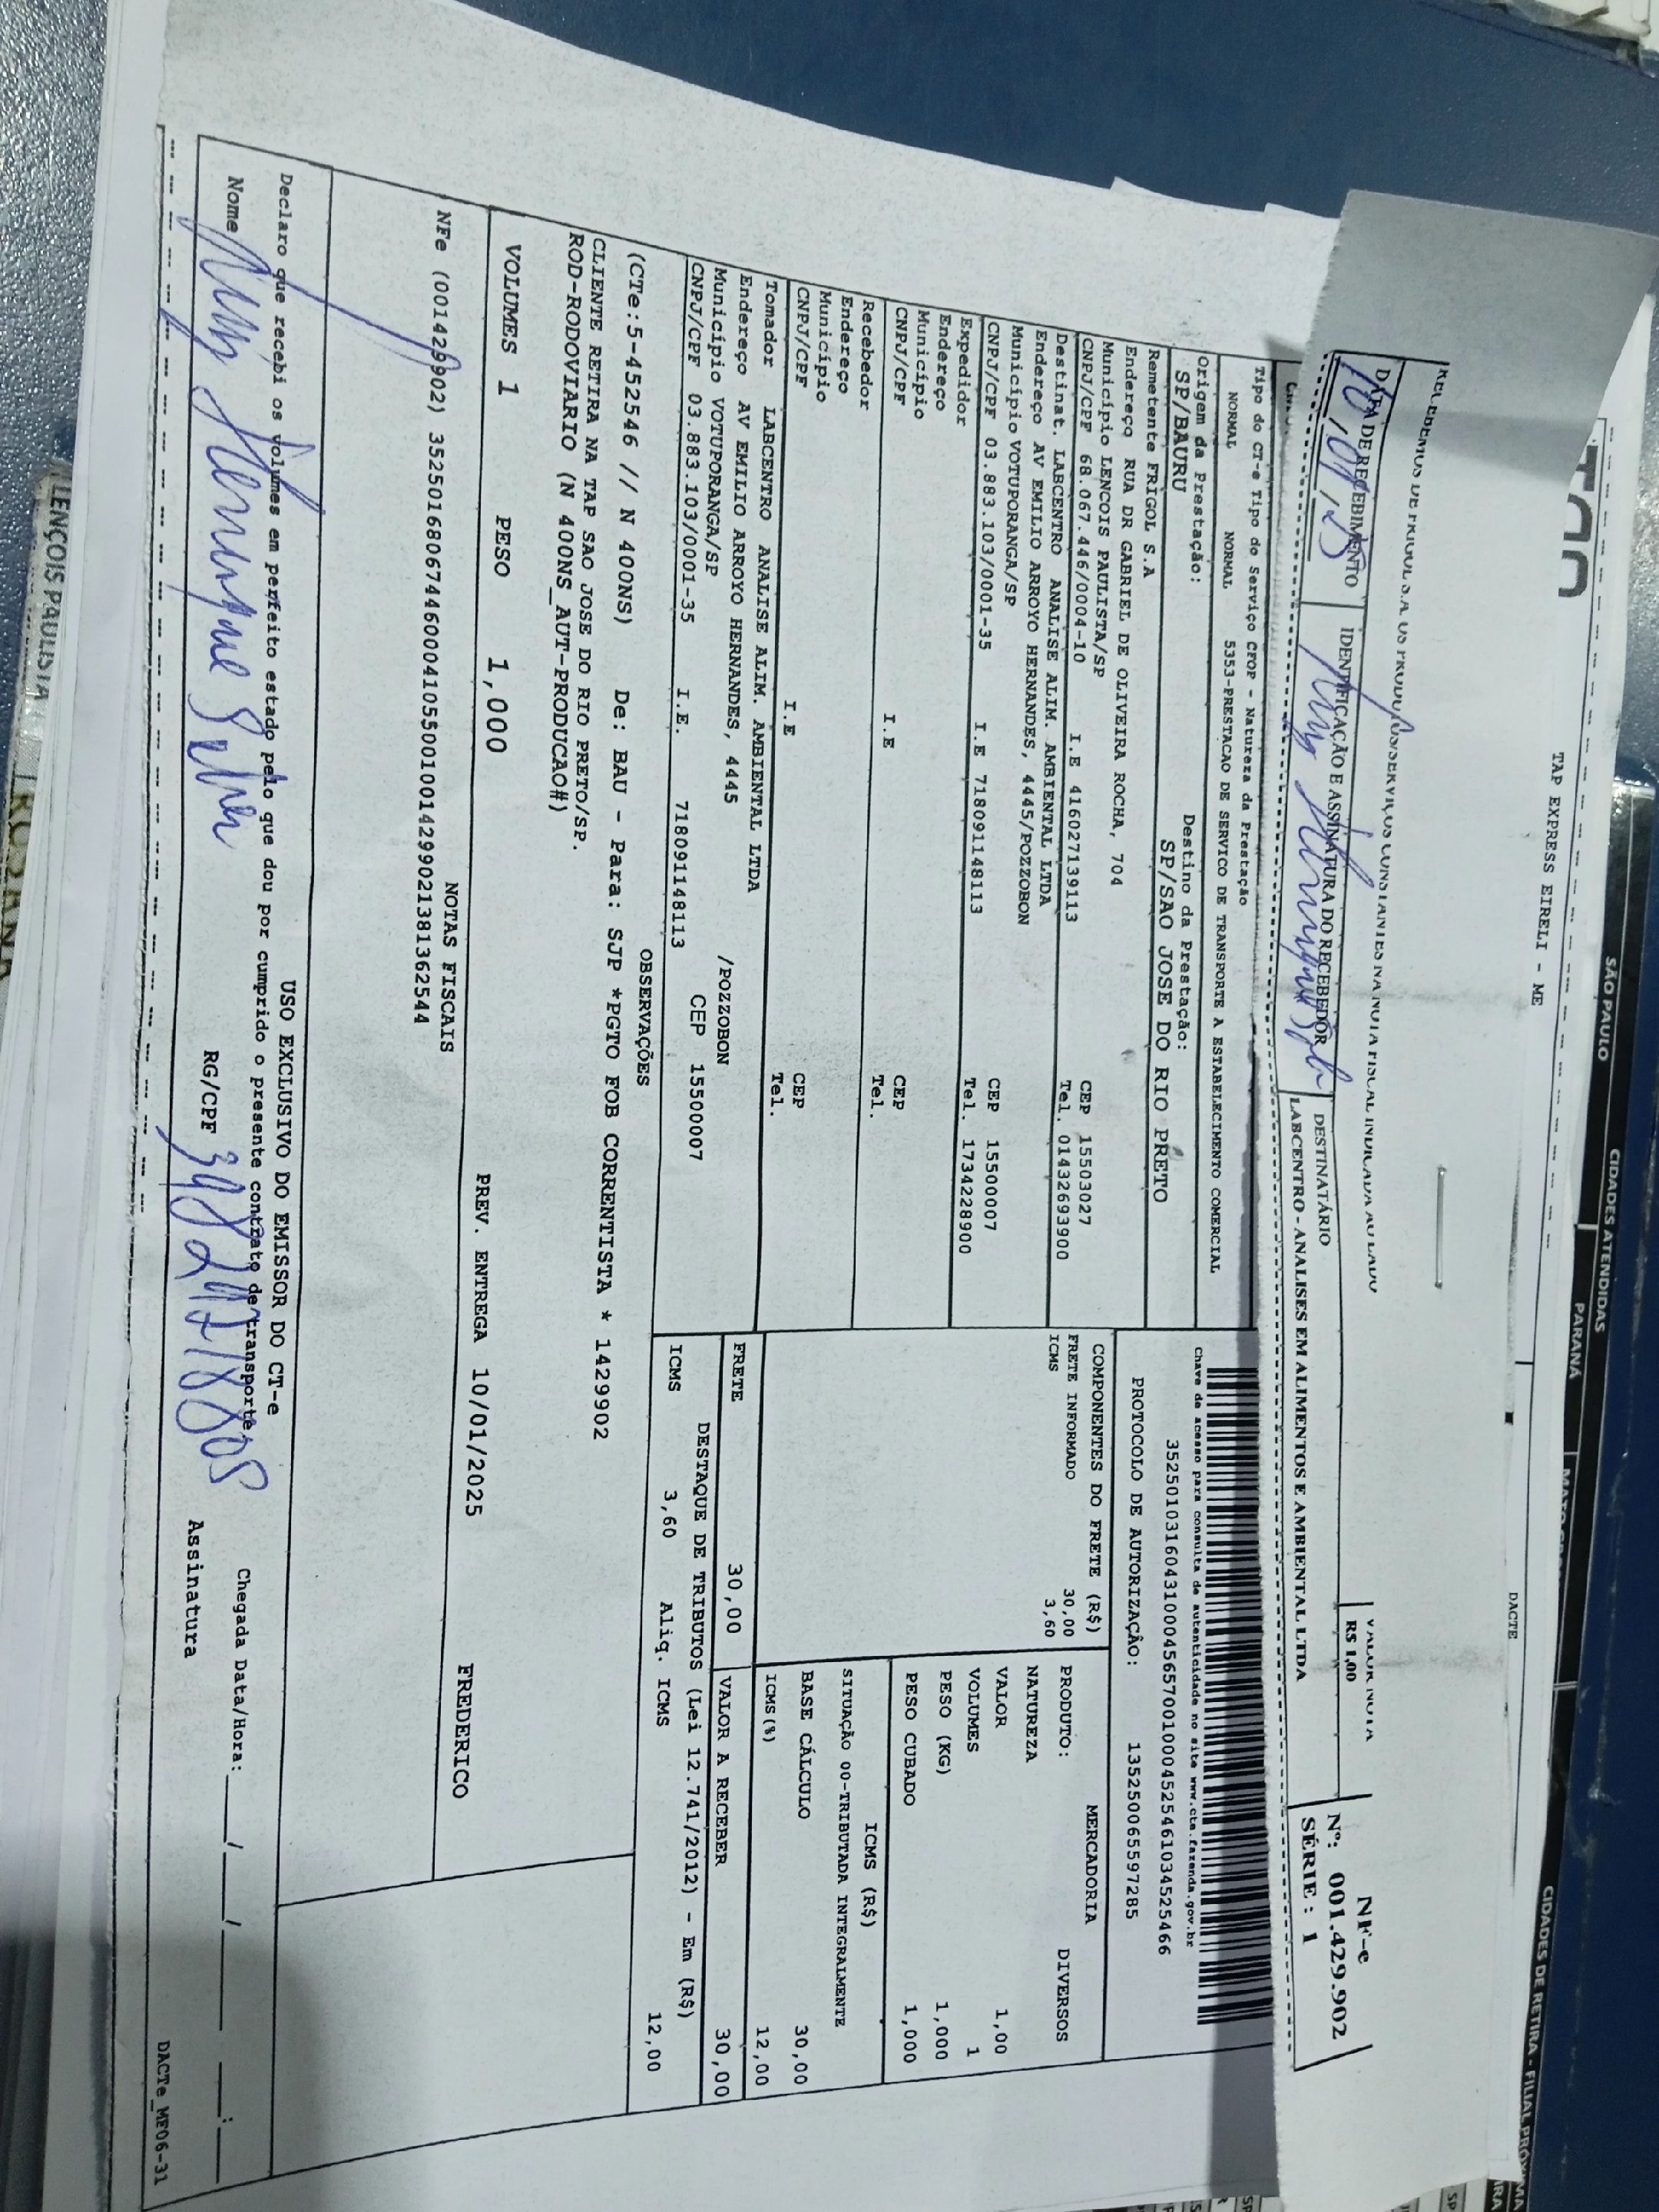 SÃO PAULO
CIDADES ATENDIDAS
PARANÁ
CIDADES DE RETIRA - FILIAL
TAP EXPRESS EIRELI - ME
DACTE
RECEBEMOS DE FRIGOL S.A. OS PRODUTOS/SERVIÇOS CONSTANTES NA NOTA FISCAL INDICADA AO LADO
VALOR NOTA
R$ 1,00
NF-e
Nº: 001.429.902
SÉRIE : 1
DATA DE RECEBIMENTO
10/01/25
IDENTIFICAÇÃO E ASSINATURA DO RECEBEDOR
Henrique
DESTINATÁRIO
LABCENTRO - ANALISES EM ALIMENTOS E AMBIENTAL LTDA
Tipo do CT-e Tipo do Serviço CFOP - Natureza da Prestação
NORMAL NORMAL 5353-PRESTACAO DE SERVICO DE TRANSPORTE A ESTABELECIMENTO COMERCIAL
Origem da Prestação: Destino da Prestação:
SP/BAURU SP/SAO JOSE DO RIO PRETO
Remetente FRIGOL S.A
Endereço RUA DR GABRIEL DE OLIVEIRA ROCHA, 704
Município LENCOIS PAULISTA/SP CEP 15503027
CNPJ/CPF 68.067.446/0004-10 I.E 416027139113 Tel. 01432693900
Destinat. LABCENTRO ANALISE ALIM. AMBIENTAL LTDA
Endereço AV EMILIO ARROYO HERNANDES, 4445/POZZOBON
Município VOTUPORANGA/SP CEP 15500007
CNPJ/CPF 03.883.103/0001-35 I.E 718091148113 Tel. 1734228900
Expedidor
Endereço
Município CEP
CNPJ/CPF I.E Tel.
Recebedor
Endereço
Município CEP
CNPJ/CPF I.E Tel.
Tomador LABCENTRO ANALISE ALIM. AMBIENTAL LTDA
Endereço AV EMILIO ARROYO HERNANDES, 4445 /POZZOBON
Município VOTUPORANGA/SP
CNPJ/CPF 03.883.103/0001-35 I.E. 718091148113 CEP 15500007
Chave de acesso para consulta de autenticidade no site www.cte.fazenda.gov.br
35250103160431000456570010004525461034525466
PROTOCOLO DE AUTORIZAÇÃO: 135250065597285
COMPONENTES DO FRETE (R$)
FRETE INFORMADO 30,00
ICMS 3,60
MERCADORIA
PRODUTO: DIVERSOS
NATUREZA
VALOR 1,00
VOLUMES 1
PESO (KG) 1,000
PESO CUBADO 1,000
ICMS (R$)
SITUAÇÃO 00-TRIBUTADA INTEGRALMENTE
BASE CÁLCULO 30,00
ICMS(%) 12,00
FRETE 30,00 VALOR A RECEBER 30,00
DESTAQUE DE TRIBUTOS (Lei 12.741/2012) - Em (R$)
ICMS 3,60 Aliq. ICMS 12,00
OBSERVAÇÕES
(CTe:5-452546 // N 400NS) De: BAU - Para: SJP *PGTO FOB CORRENTISTA * 1429902
CLIENTE RETIRA NA TAP SAO JOSE DO RIO PRETO/SP.
ROD-RODOVIARIO (N 400NS_AUT-PRODUCAO#)
VOLUMES 1 PESO 1,000 PREV. ENTREGA 10/01/2025 FREDERICO
NOTAS FISCAIS
NFe (001429902) 35250168067446000410550010014299021381362544
USO EXCLUSIVO DO EMISSOR DO CT-e
Declaro que recebi os volumes em perfeito estado pelo que dou por cumprido o presente contrato de transporte.
Chegada Data/Hora: __/__/____ __:__
Nome Henrique RG/CPF Assinatura
DACTe_MF06-31
LENÇOIS PAULISTA
ROSANA